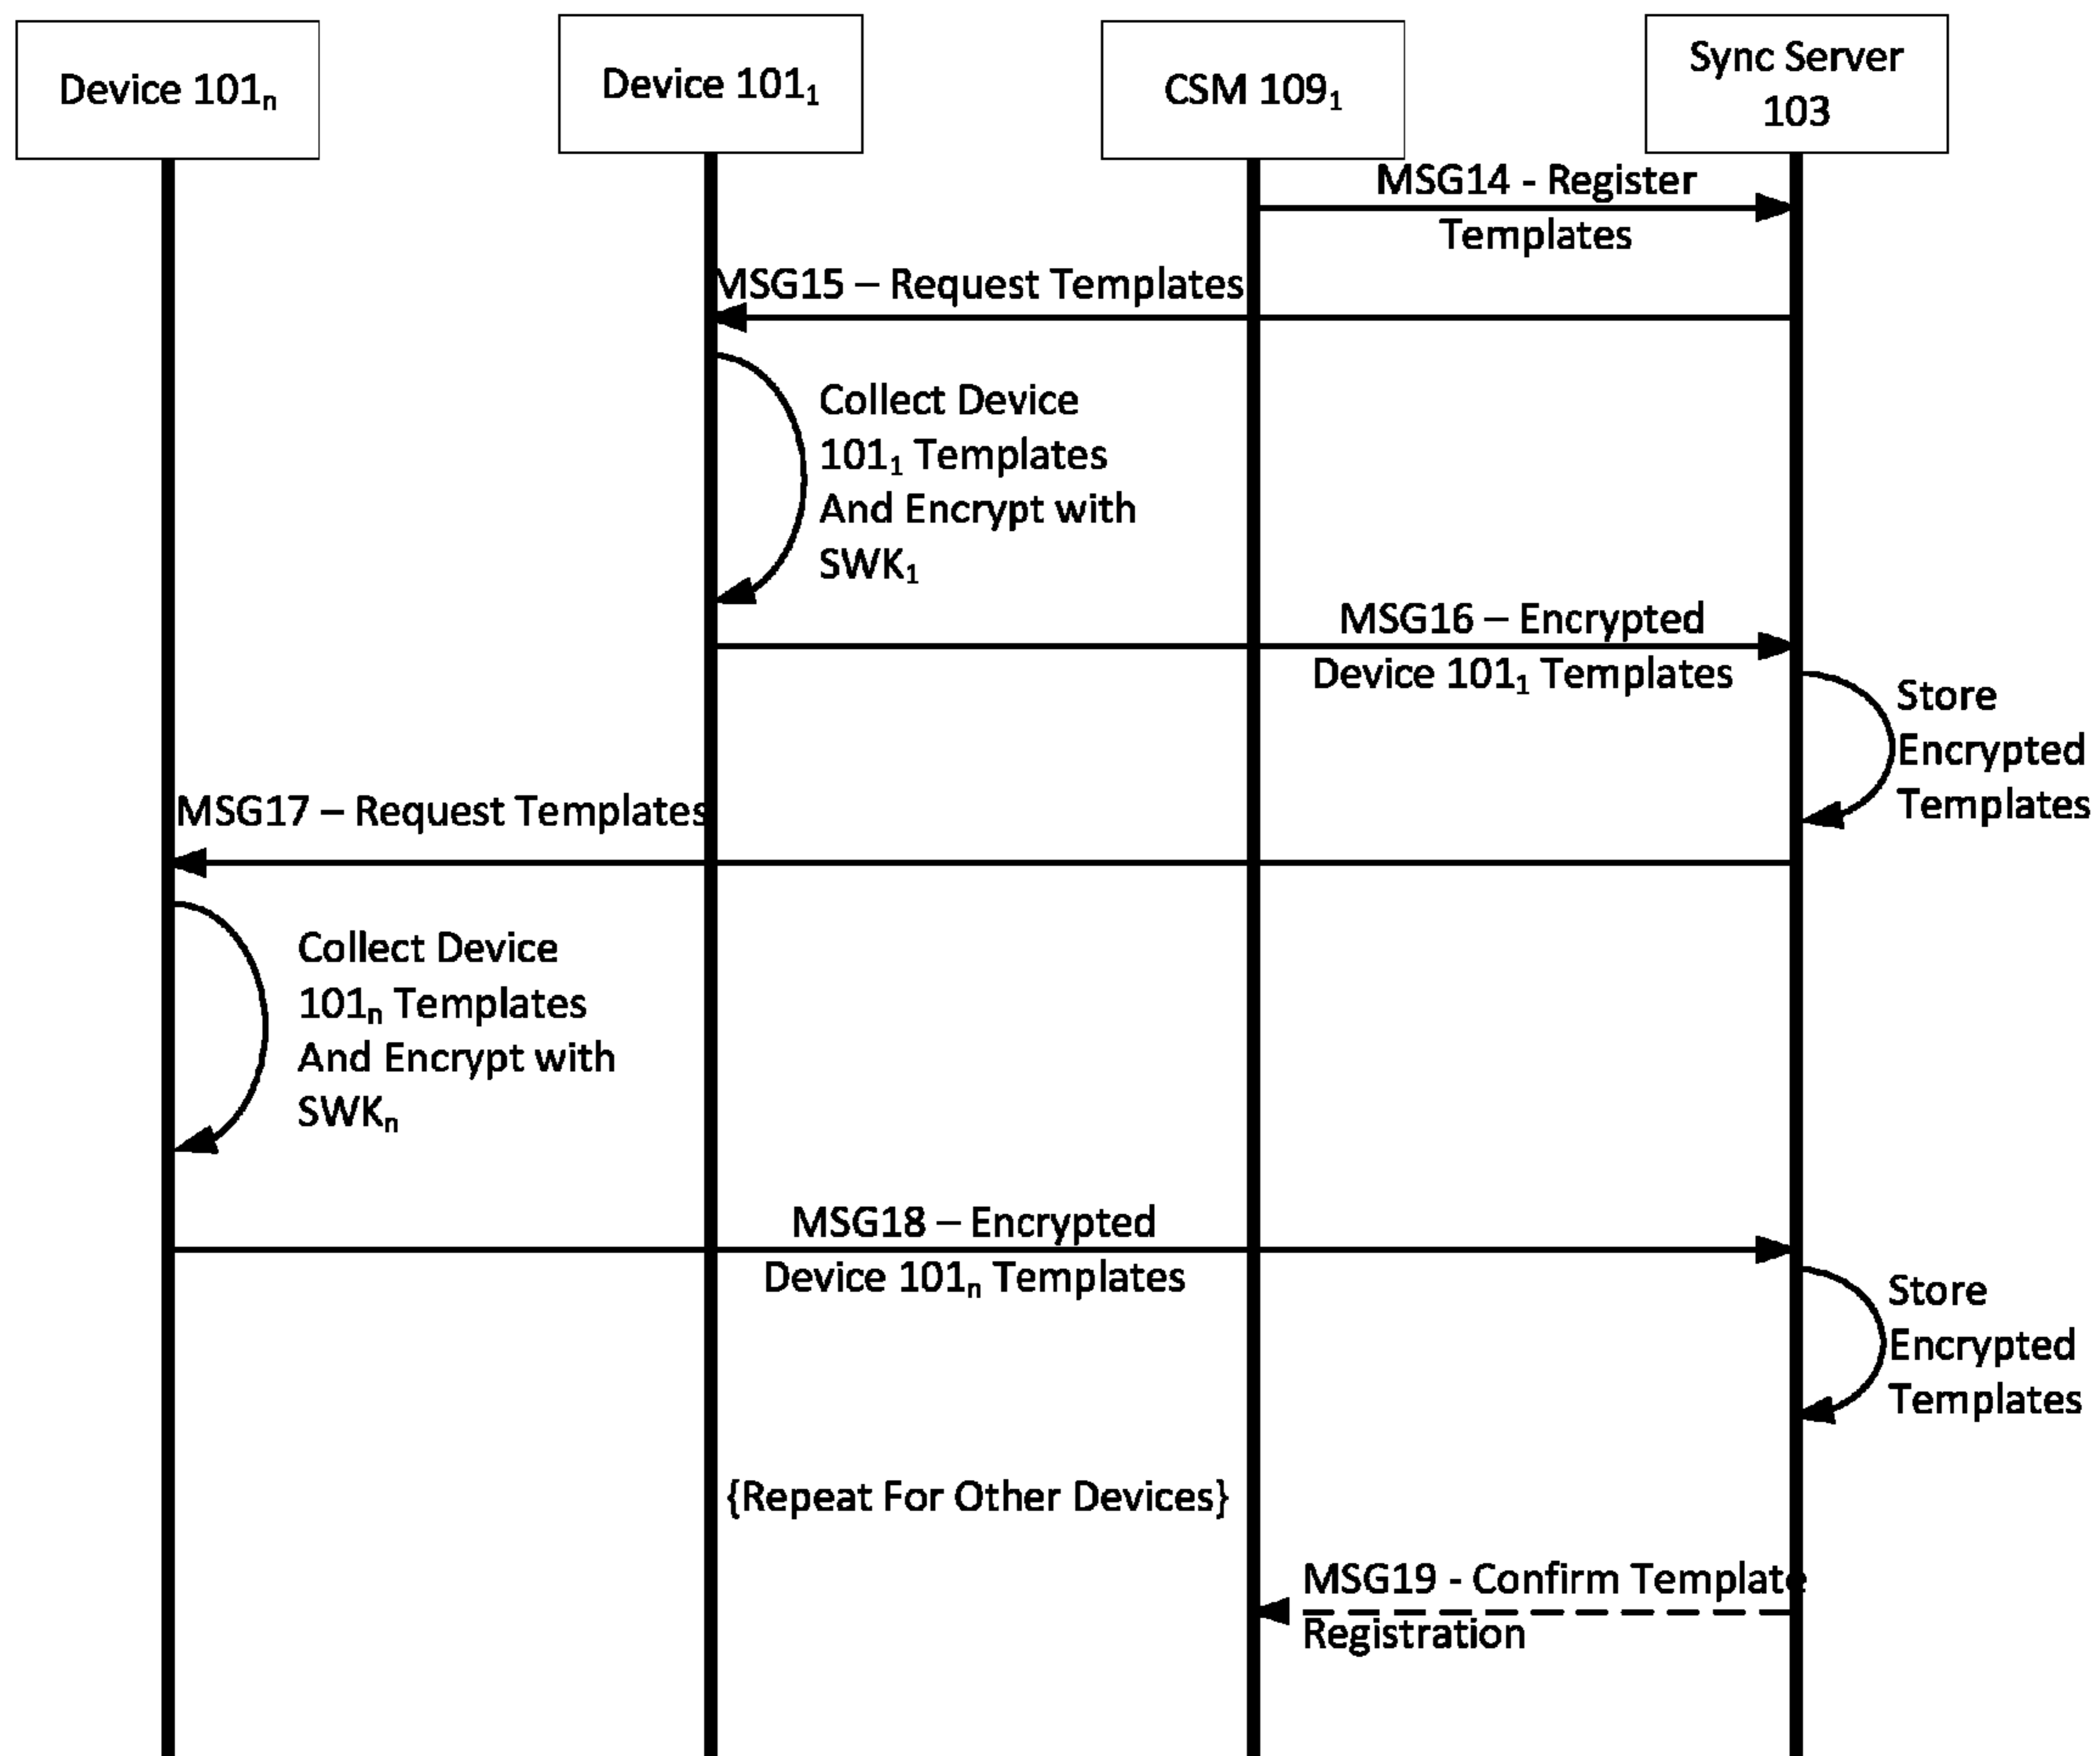 Device 101ₙ
Device 101₁
CSM 109₁
Sync Server
103
MSG14 - Register
Templates
MSG15 – Request Templates
Collect Device
101₁ Templates
And Encrypt with
SWK₁
MSG16 – Encrypted
Device 101₁ Templates
Store
Encrypted
Templates
MSG17 – Request Templates
Collect Device
101ₙ Templates
And Encrypt with
SWKₙ
MSG18 – Encrypted
Device 101ₙ Templates
Store
Encrypted
Templates
{Repeat For Other Devices}
MSG19 - Confirm Template
Registration